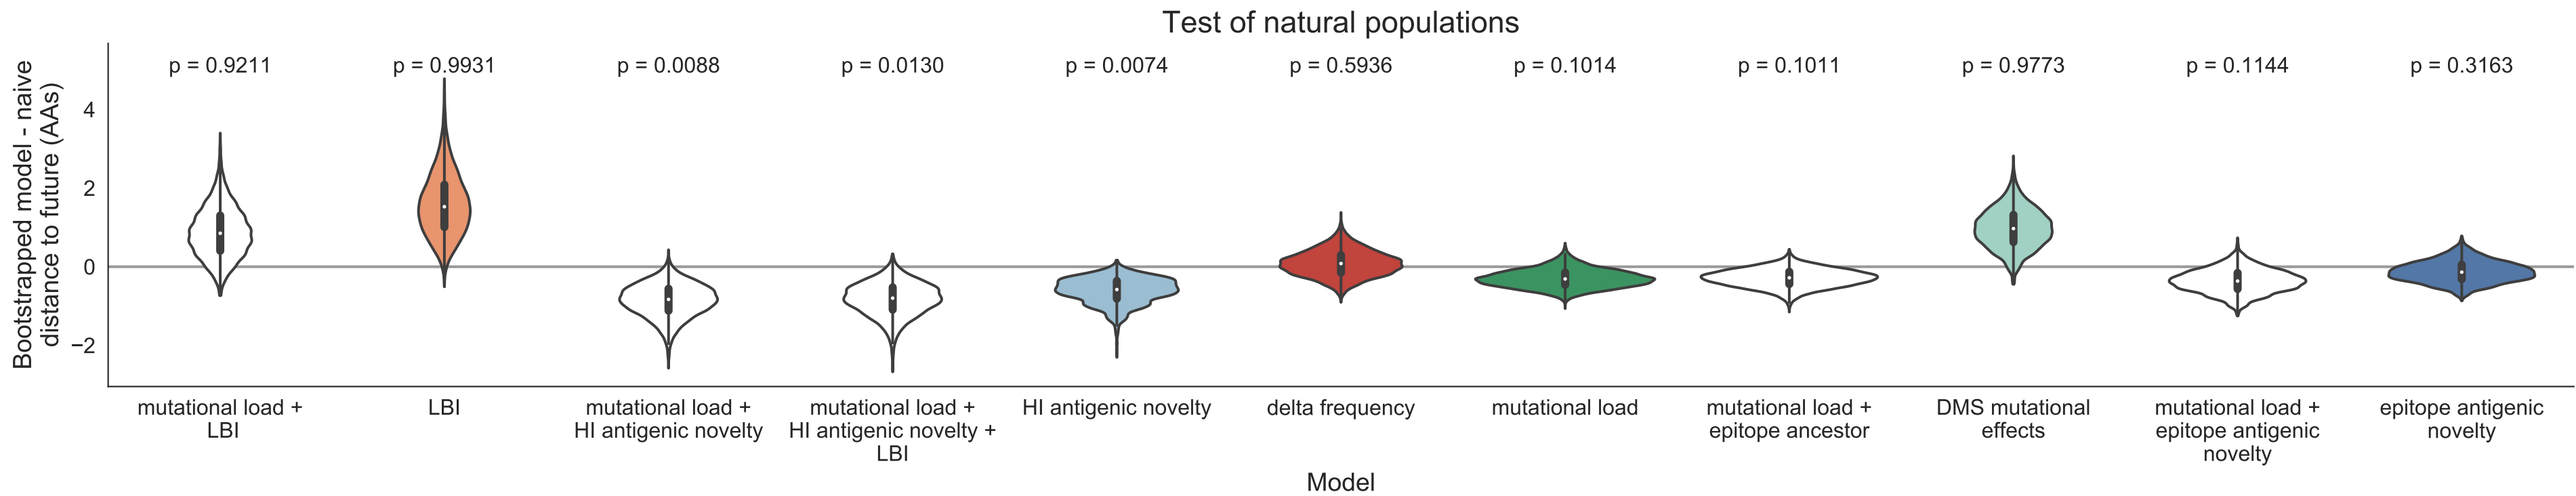 Test of natural populations
p = 0.9211
p = 0.9931
p = 0.0088
p = 0.0130
p = 0.0074
p = 0.5936
p = 0.1014
p = 0.1011
p = 0.9773
p = 0.1144
p = 0.3163
Bootstrapped model - naive
distance to future (AAs)
4
2
0
−2
mutational load +
LBI
LBI
mutational load +
HI antigenic novelty
mutational load +
HI antigenic novelty +
LBI
HI antigenic novelty
delta frequency
mutational load
mutational load +
epitope ancestor
DMS mutational
effects
mutational load +
epitope antigenic
novelty
epitope antigenic
novelty
Model